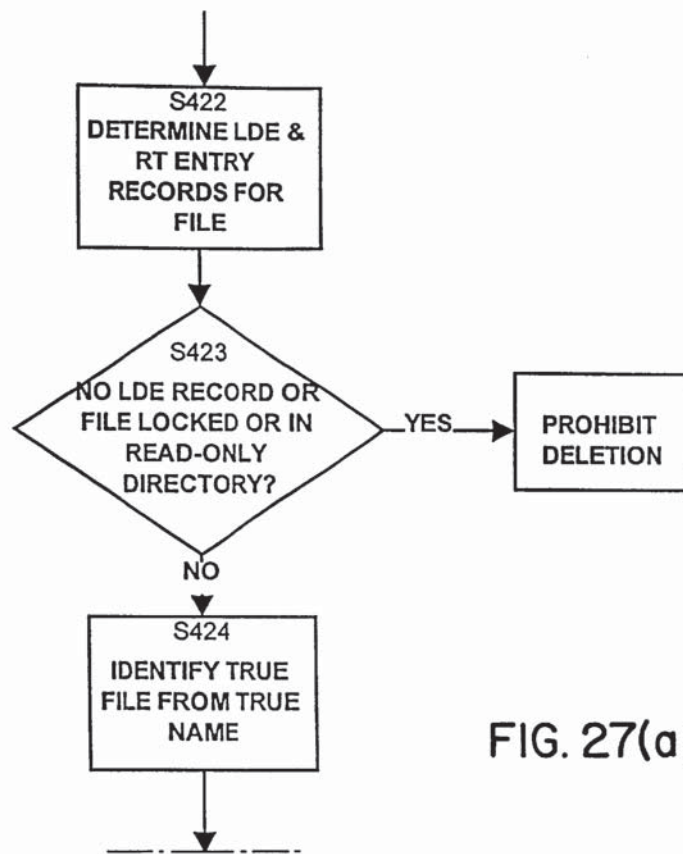 S422
DETERMINE LDE &
RT ENTRY
RECORDS FOR
FILE
S423
NO LDE RECORD OR
FILE LOCKED OR IN
READ-ONLY
DIRECTORY?
YES
PROHIBIT
DELETION
NO
S424
IDENTIFY TRUE
FILE FROM TRUE
NAME
FIG. 27(a